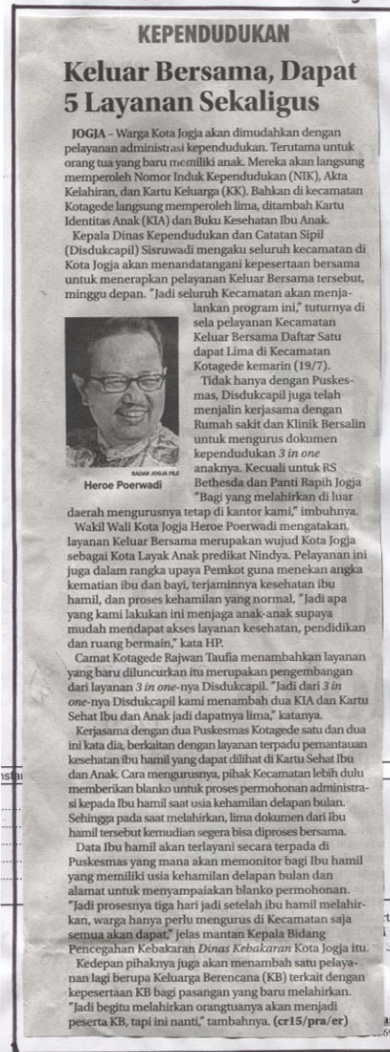 KEPENDUDUKAN
Keluar Bersama, Dapat
5 Layanan Sekaligus
JOGJA – Warga Kota Jogja akan dimudahkan dengan
pelayanan administrasi kependudukan. Terutama untuk
orang tua yang baru memiliki anak. Mereka akan langsung
memperoleh Nomor Induk Kependudukan (NIK), Akta
Kelahiran, dan Kartu Keluarga (KK). Bahkan di kecamatan
Kotagede langsung memperoleh lima, ditambah Kartu
Identitas Anak (KIA) dan Buku Kesehatan Ibu Anak.
Kepala Dinas Kependudukan dan Catatan Sipil
(Disdukcapil) Sisruwadi mengaku seluruh kecamatan di
Kota Jogja akan menandatangani kepesertaan bersama
untuk menerapkan pelayanan Keluar Bersama tersebut,
minggu depan. "Jadi seluruh Kecamatan akan menja-
lankan program ini," tuturnya di
sela pelayanan Kecamatan
Keluar Bersama Daftar Satu
dapat Lima di Kecamatan
Kotagede kemarin (19/7).
Tidak hanya dengan Puskes-
mas, Disdukcapil juga telah
menjalin kerjasama dengan
Rumah sakit dan Klinik Bersalin
untuk mengurus dokumen
kependudukan 3 in one
anaknya. Kecuali untuk RS
Bethesda dan Panti Rapih Jogja
"Bagi yang melahirkan di luar
daerah mengurusnya tetap di kantor kami," imbuhnya.
RADAR JOGJA FILE
Heroe Poerwadi
Wakil Wali Kota Jogja Heroe Poerwadi mengatakan,
layanan Keluar Bersama merupakan wujud Kota Jogja
sebagai Kota Layak Anak predikat Nindya. Pelayanan ini
juga dalam rangka upaya Pemkot guna menekan angka
kematian ibu dan bayi, terjaminnya kesehatan ibu
hamil, dan proses kehamilan yang normal, "Jadi apa
yang kami lakukan ini menjaga anak-anak supaya
mudah mendapat akses layanan kesehatan, pendidikan
dan ruang bermain," kata HP.
Camat Kotagede Rajwan Taufia menambahkan layanan
yang baru diluncurkan itu merupakan pengembangan
dari layanan 3 in one-nya Disdukcapil. "Jadi dari 3 in
one-nya Disdukcapil kami menambah dua KIA dan Kartu
Sehat Ibu dan Anak jadi dapatnya lima," katanya.
Kerjasama dengan dua Puskesmas Kotagede satu dan dua
ini kata dia, berkaitan dengan layanan terpadu pemantauan
kesehatan ibu hamil yang dapat dilihat di Kartu Sehat Ibu
dan Anak. Cara mengurusnya, pihak Kecamatan lebih dulu
memberikan blanko untuk proses permohonan administra-
si kepada Ibu hamil saat usia kehamilan delapan bulan.
Sehingga pada saat melahirkan, lima dokumen dari Ibu
hamil tersebut kemudian segera bisa diproses bersama.
Data Ibu hamil akan terlayani secara terpada di
Puskesmas yang mana akan memonitor bagi Ibu hamil
yang memiliki usia kehamilan delapan bulan dan
alamat untuk menyampaiakan blanko permohonan.
"Jadi prosesnya tiga hari jadi setelah ibu hamil melahir-
kan, warga hanya perlu mengurus di Kecamatan saja
semua akan dapat," jelas mantan Kepala Bidang
Pencegahan Kebakaran Dinas Kebakaran Kota Jogja itu.
Kedepan pihaknya juga akan menambah satu pelaya-
nan lagi berupa Keluarga Berencana (KB) terkait dengan
kepesertaan KB bagi pasangan yang baru melahirkan.
"Jadi begitu melahirkan orangtuanya akan menjadi
peserta KB, tapi ini nanti," tambahnya. (cr15/pra/er)